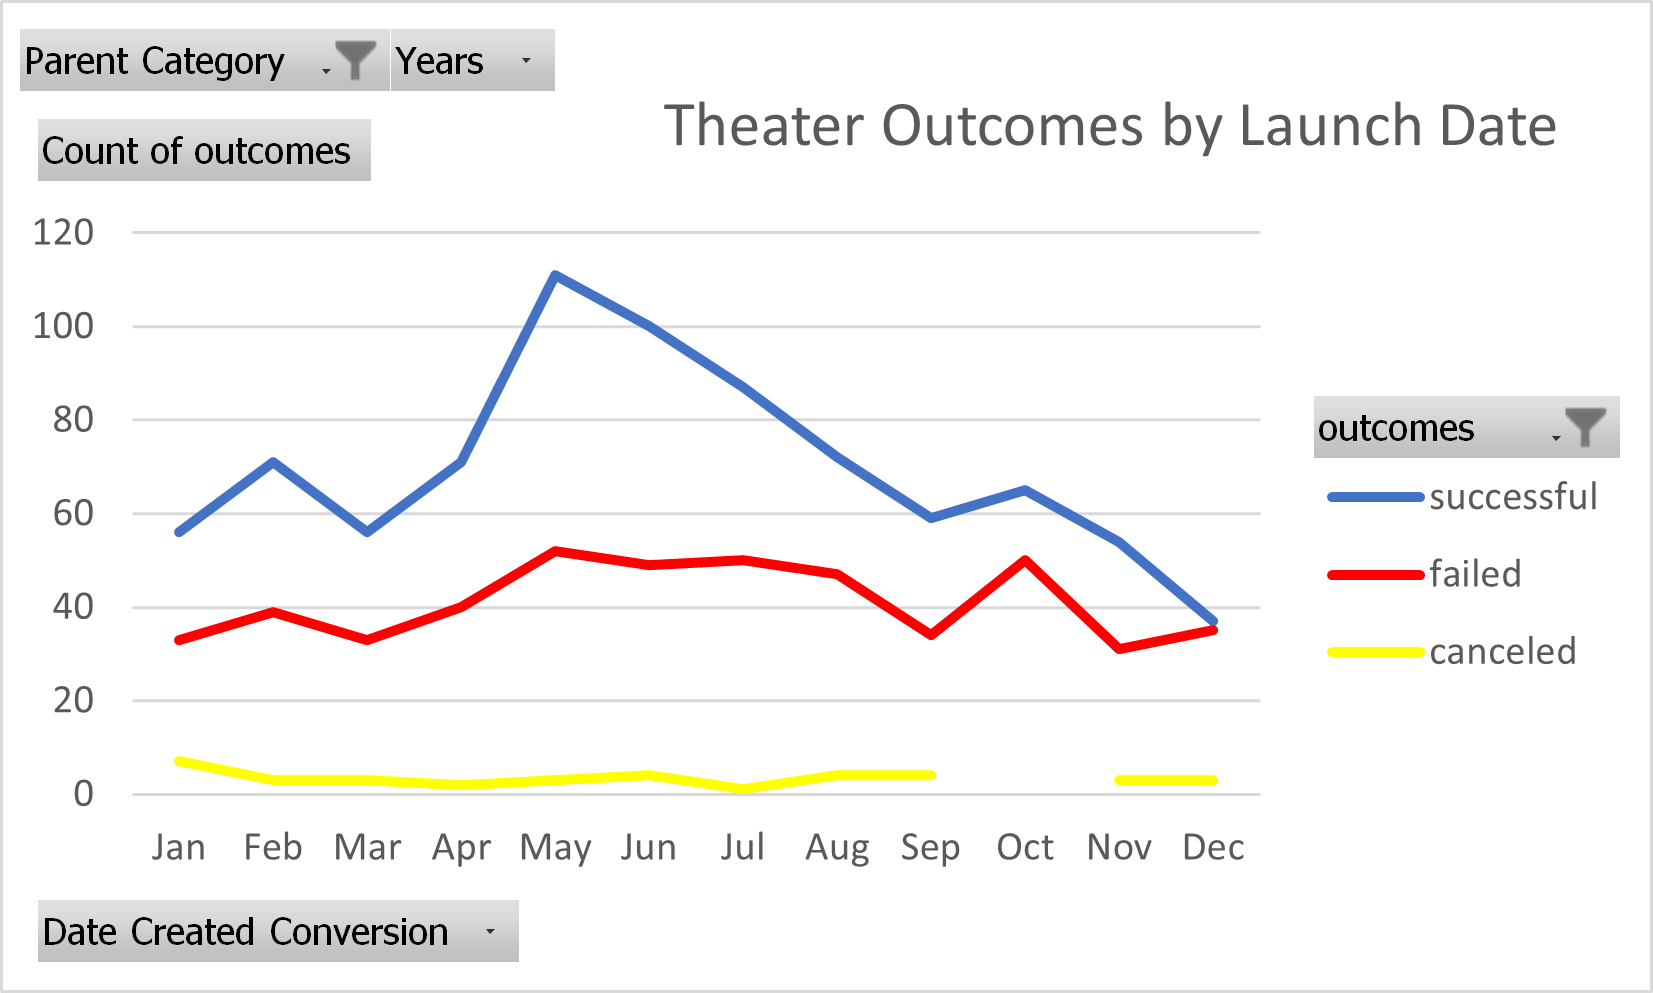 Parent Category Years
Count of outcomes
Theater Outcomes by Launch Date
120
100
80
60
40
20
0
Jan Feb Mar Apr May Jun Jul Aug Sep Oct Nov Dec
outcomes
successful
failed
canceled
Date Created Conversion